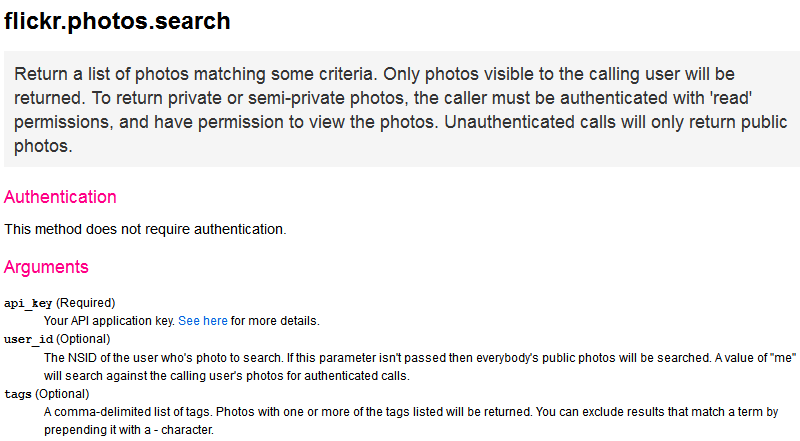 flickr.photos.search
Return a list of photos matching some criteria. Only photos visible to the calling user will be
returned. To return private or semi-private photos, the caller must be authenticated with 'read'
permissions, and have permission to view the photos. Unauthenticated calls will only return public
photos.
Authentication
This method does not require authentication.
Arguments
api_key (Required)
Your API application key. See here for more details.
user_id (Optional)
The NSID of the user who's photo to search. If this parameter isn't passed then everybody's public photos will be searched. A value of "me"
will search against the calling user's photos for authenticated calls.
tags (Optional)
A comma-delimited list of tags. Photos with one or more of the tags listed will be returned. You can exclude results that match a term by
prepending it with a - character.